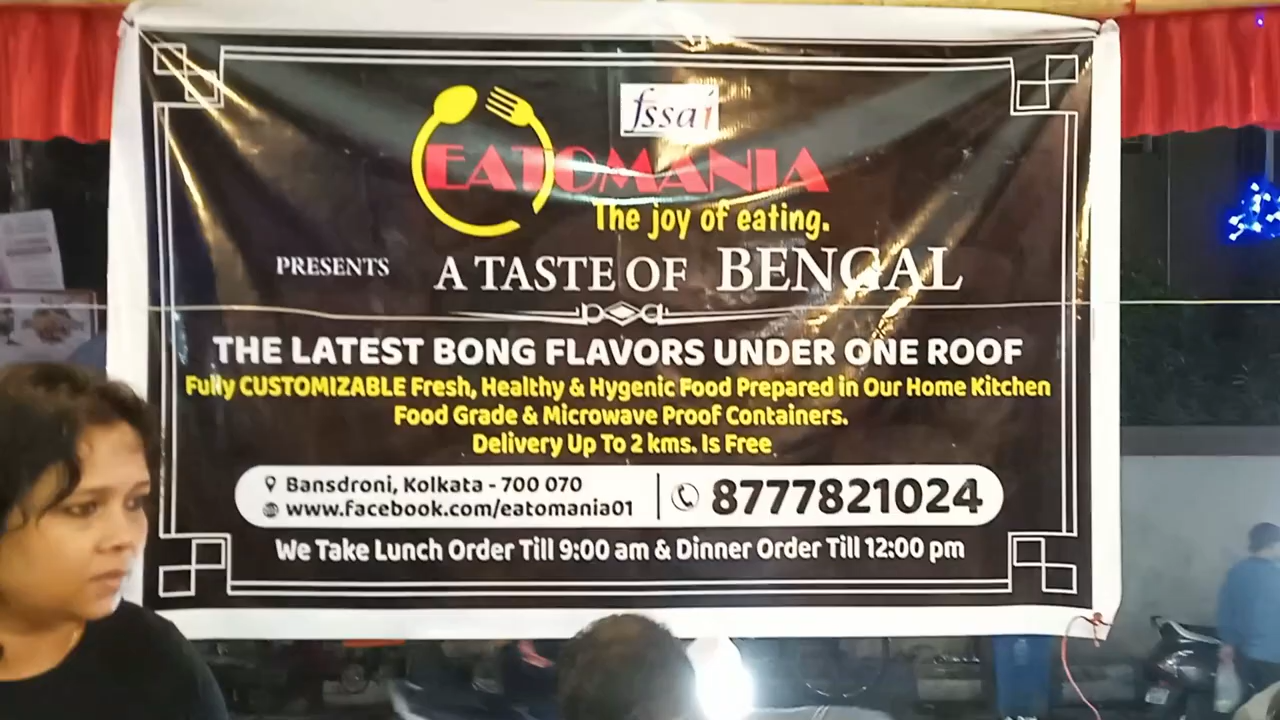 fssai
EATOMANIA
The joy of eating.
PRESENTS A TASTE OF BENGAL
THE LATEST BONG FLAVORS UNDER ONE ROOF
Fully CUSTOMIZABLE Fresh, Healthy & Hygenic Food Prepared in Our Home Kitchen
Food Grade & Microwave Proof Containers.
Delivery Up To 2 kms. Is Free
Bansdroni, Kolkata - 700 070
www.facebook.com/eatomania01
8777821024
We Take Lunch Order Till 9:00 am & Dinner Order Till 12:00 pm